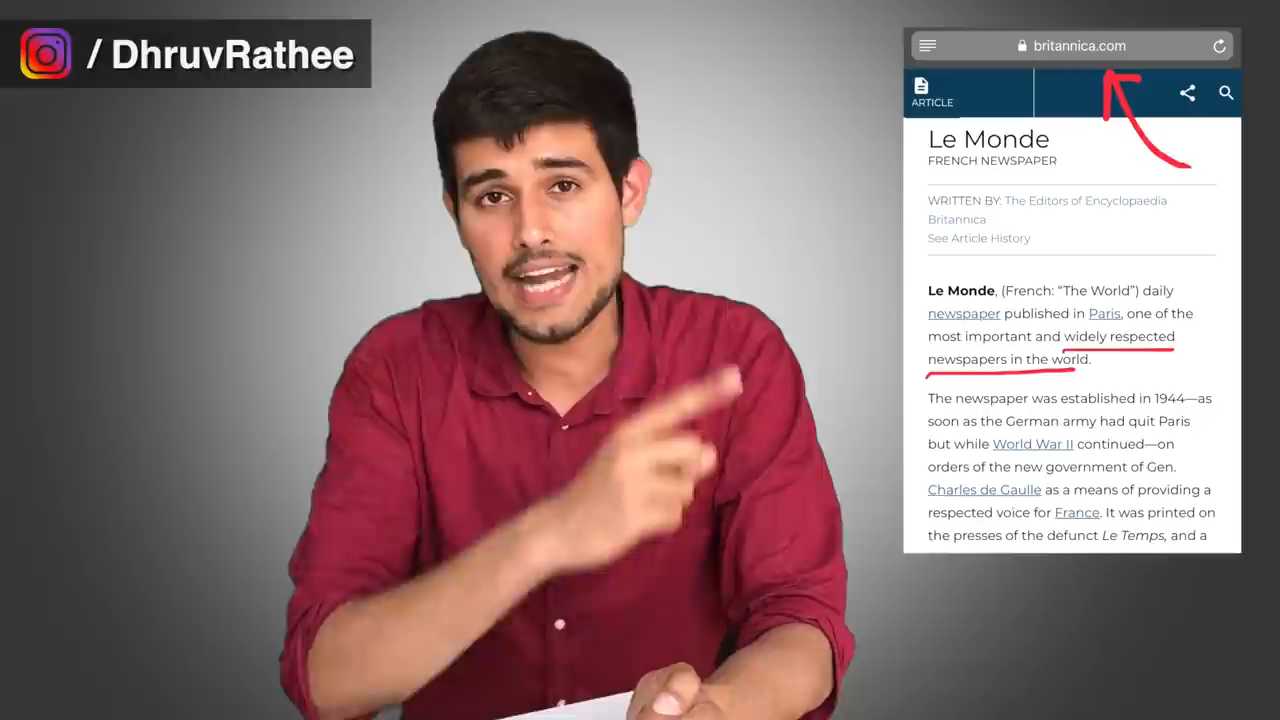 / DhruvRathee
britannica.com
ARTICLE
Le Monde
FRENCH NEWSPAPER
WRITTEN BY: The Editors of Encyclopaedia
Britannica
See Article History
Le Monde, (French: “The World”) daily
newspaper published in Paris, one of the
most important and widely respected
newspapers in the world.
The newspaper was established in 1944—as
soon as the German army had quit Paris
but while World War II continued—on
orders of the new government of Gen.
Charles de Gaulle as a means of providing a
respected voice for France. It was printed on
the presses of the defunct Le Temps, and a